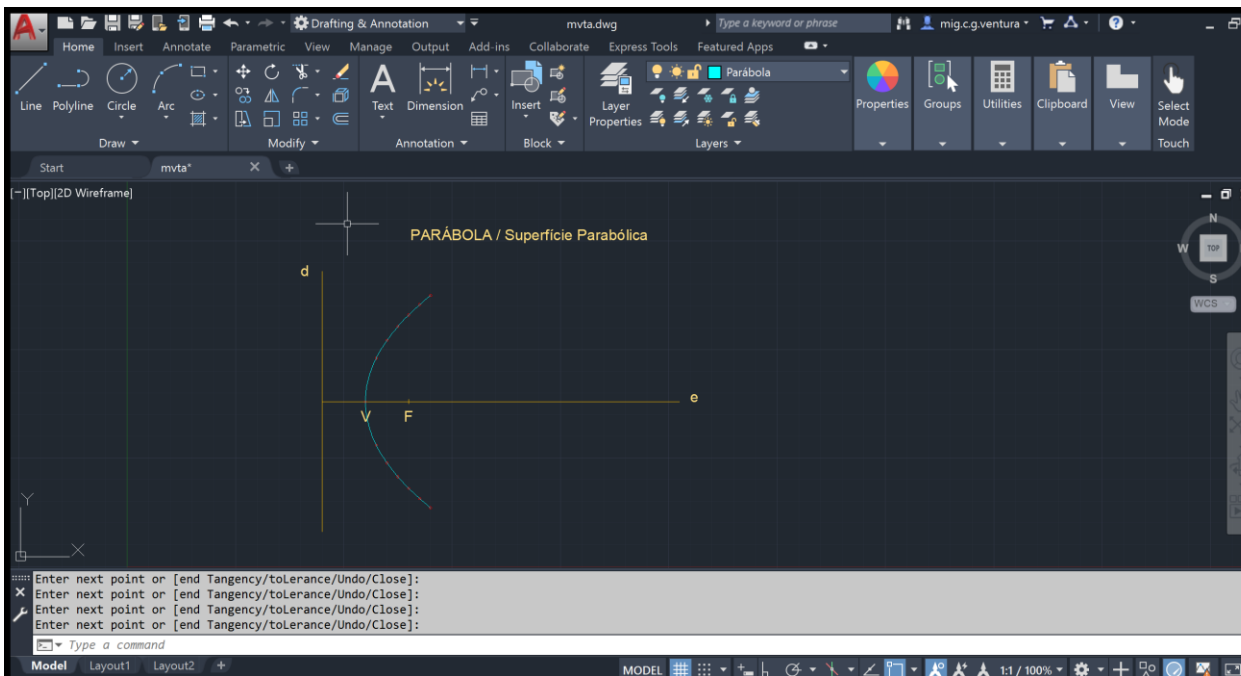 Drafting & Annotation
mvta.dwg
Type a keyword or phrase
mig.c.g.ventura
Home Insert Annotate Parametric View Manage Output Add-ins Collaborate Express Tools Featured Apps
Line Polyline Circle Arc
Text Dimension
Insert
Layer Properties
Parábola
Properties Groups Utilities Clipboard View Select Mode
Draw Modify Annotation Block Layers Touch
Start mvta* +
[−][Top][2D Wireframe]
PARÁBOLA / Superfície Parabólica
N
W TOP
S
WCS
d
e
V F
Y
X
Enter next point or [end Tangency/toLerance/Undo/Close]:
Enter next point or [end Tangency/toLerance/Undo/Close]:
Enter next point or [end Tangency/toLerance/Undo/Close]:
Enter next point or [end Tangency/toLerance/Undo/Close]:
Type a command
Model Layout1 Layout2 +
MODEL 1:1 / 100%